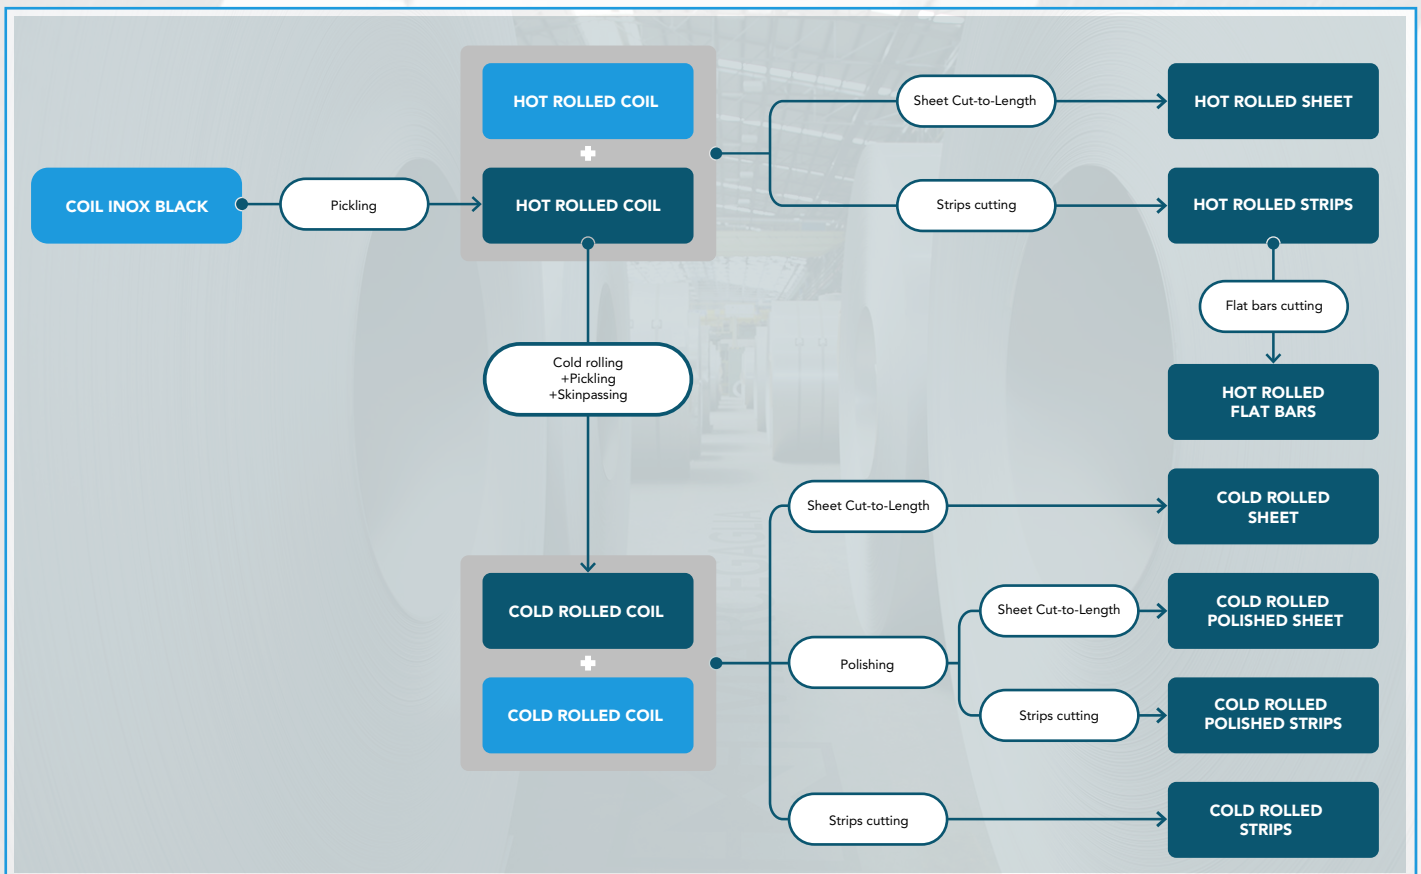 HOT ROLLED COIL
Sheet Cut-to-Length
HOT ROLLED SHEET
COIL INOX BLACK
Pickling
HOT ROLLED COIL
Strips cutting
HOT ROLLED STRIPS
Flat bars cutting
Cold rolling
+Pickling
+Skinpassing
HOT ROLLED
FLAT BARS
Sheet Cut-to-Length
COLD ROLLED
SHEET
COLD ROLLED COIL
Sheet Cut-to-Length
COLD ROLLED
POLISHED SHEET
Polishing
COLD ROLLED COIL
Strips cutting
COLD ROLLED
POLISHED STRIPS
Strips cutting
COLD ROLLED
STRIPS